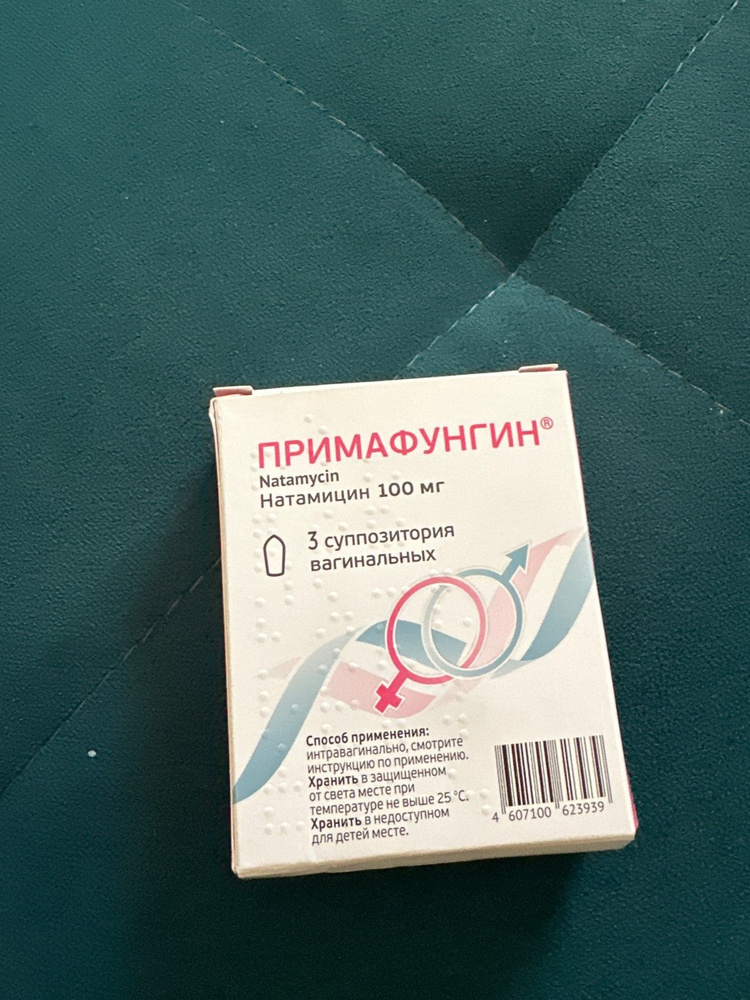 ПРИМАФУНГИН®
Natamycin
Натамицин 100 мг
3 суппозитория
вагинальных
Способ применения:
интравагинально, смотрите
инструкцию по применению.
Хранить в защищенном
от света месте при
температуре не выше 25 °C.
Хранить в недоступном
для детей месте.
4 607100 623939